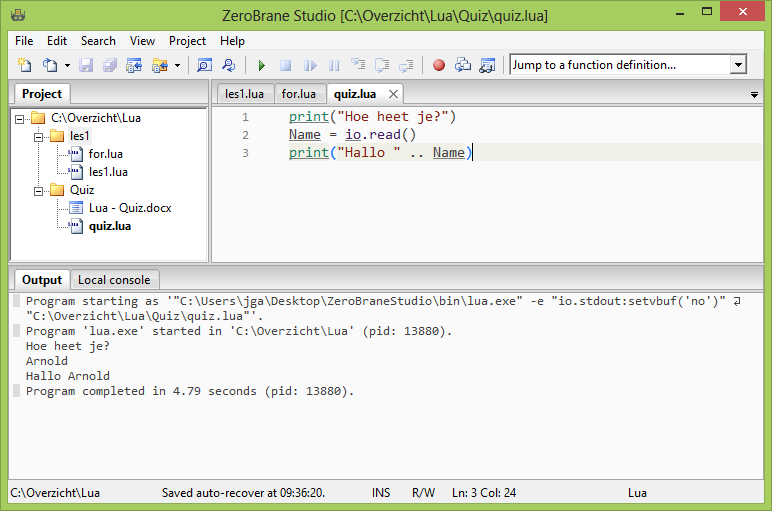 ZeroBrane Studio [C:\Overzicht\Lua\Quiz\quiz.lua]
File Edit Search View Project Help
Jump to a function definition...
Project
C:\Overzicht\Lua
les1
for.lua
les1.lua
Quiz
Lua - Quiz.docx
quiz.lua
les1.lua for.lua quiz.lua
1 print("Hoe heet je?")
2 Name = io.read()
3 print("Hallo " .. Name)
Output Local console
Program starting as '"C:\Users\jga\Desktop\ZeroBraneStudio\bin\lua.exe" -e "io.stdout:setvbuf('no')"
"C:\Overzicht\Lua\Quiz\quiz.lua"'.
Program 'lua.exe' started in 'C:\Overzicht\Lua' (pid: 13880).
Hoe heet je?
Arnold
Hallo Arnold
Program completed in 4.79 seconds (pid: 13880).
C:\Overzicht\Lua Saved auto-recover at 09:36:20. INS R/W Ln: 3 Col: 24 Lua